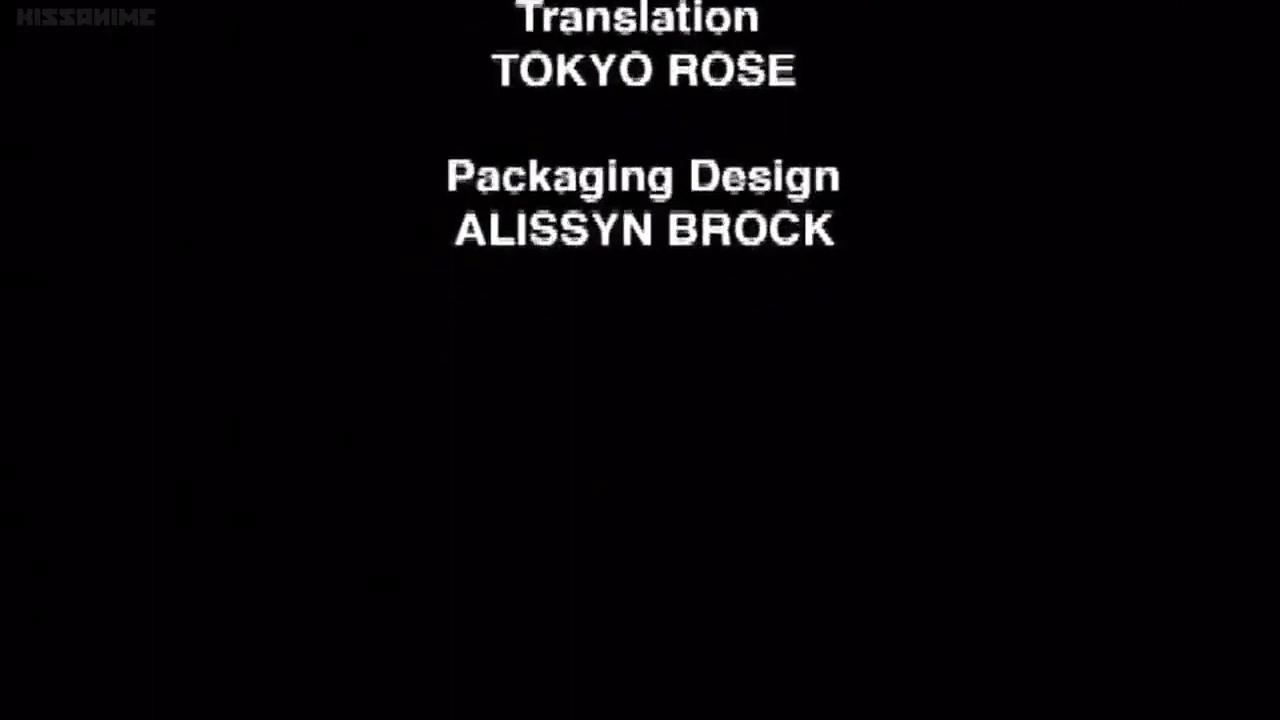 KISSANIME
Translation
TOKYO ROSE
Packaging Design
ALISSYN BROCK